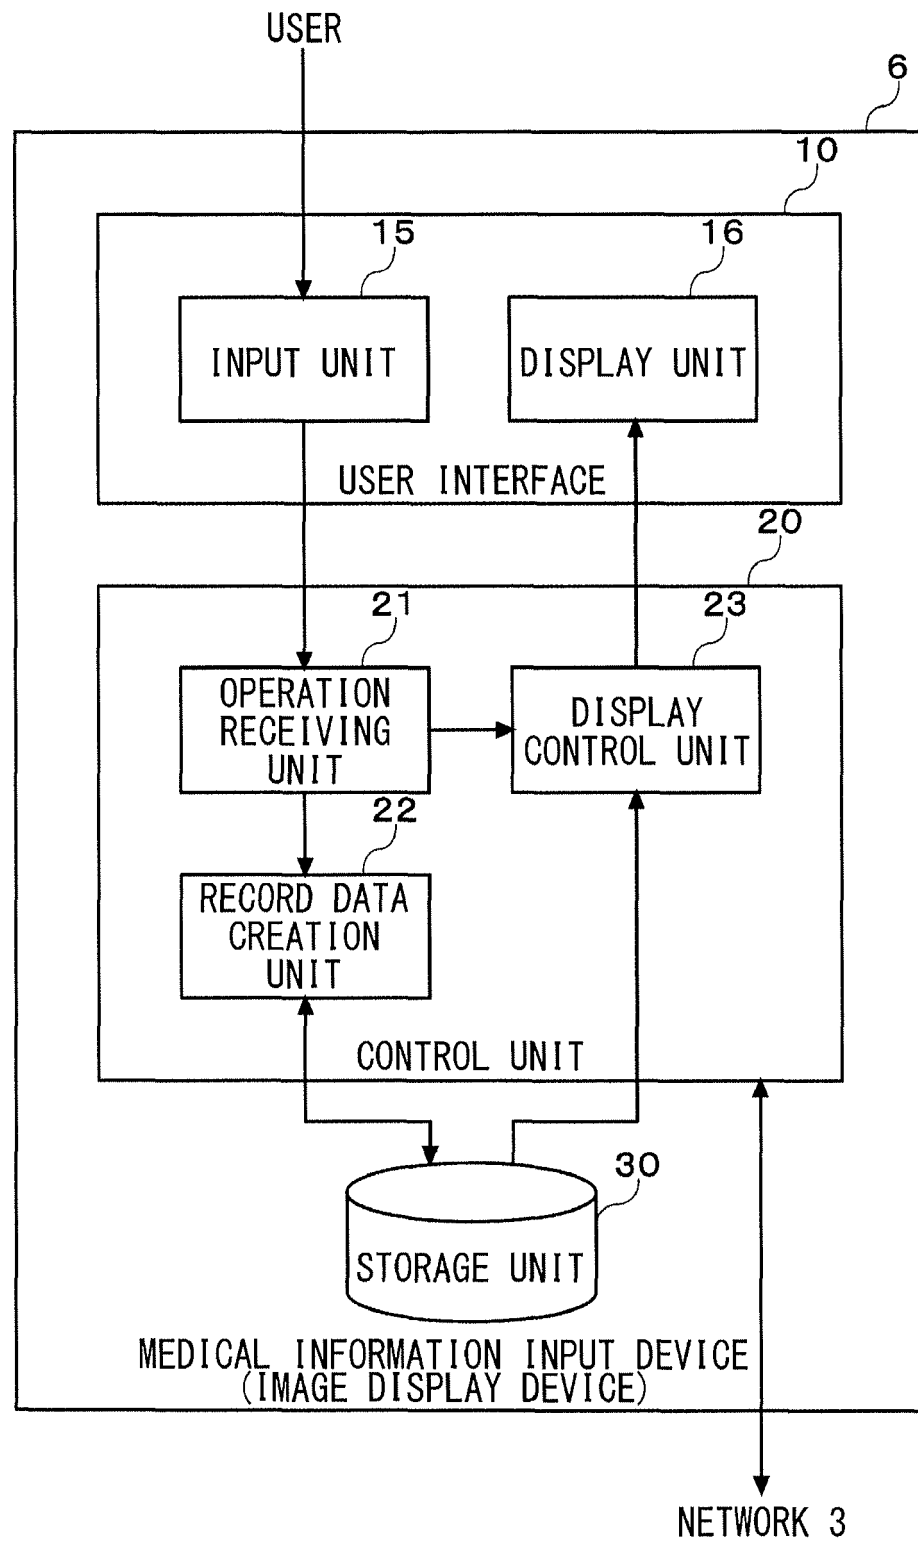 USER
6
10
15
16
INPUT UNIT
DISPLAY UNIT
USER INTERFACE
20
21
23
OPERATION
RECEIVING
UNIT
DISPLAY
CONTROL UNIT
22
RECORD DATA
CREATION
UNIT
CONTROL UNIT
30
STORAGE UNIT
MEDICAL INFORMATION INPUT DEVICE
(IMAGE DISPLAY DEVICE)
NETWORK 3